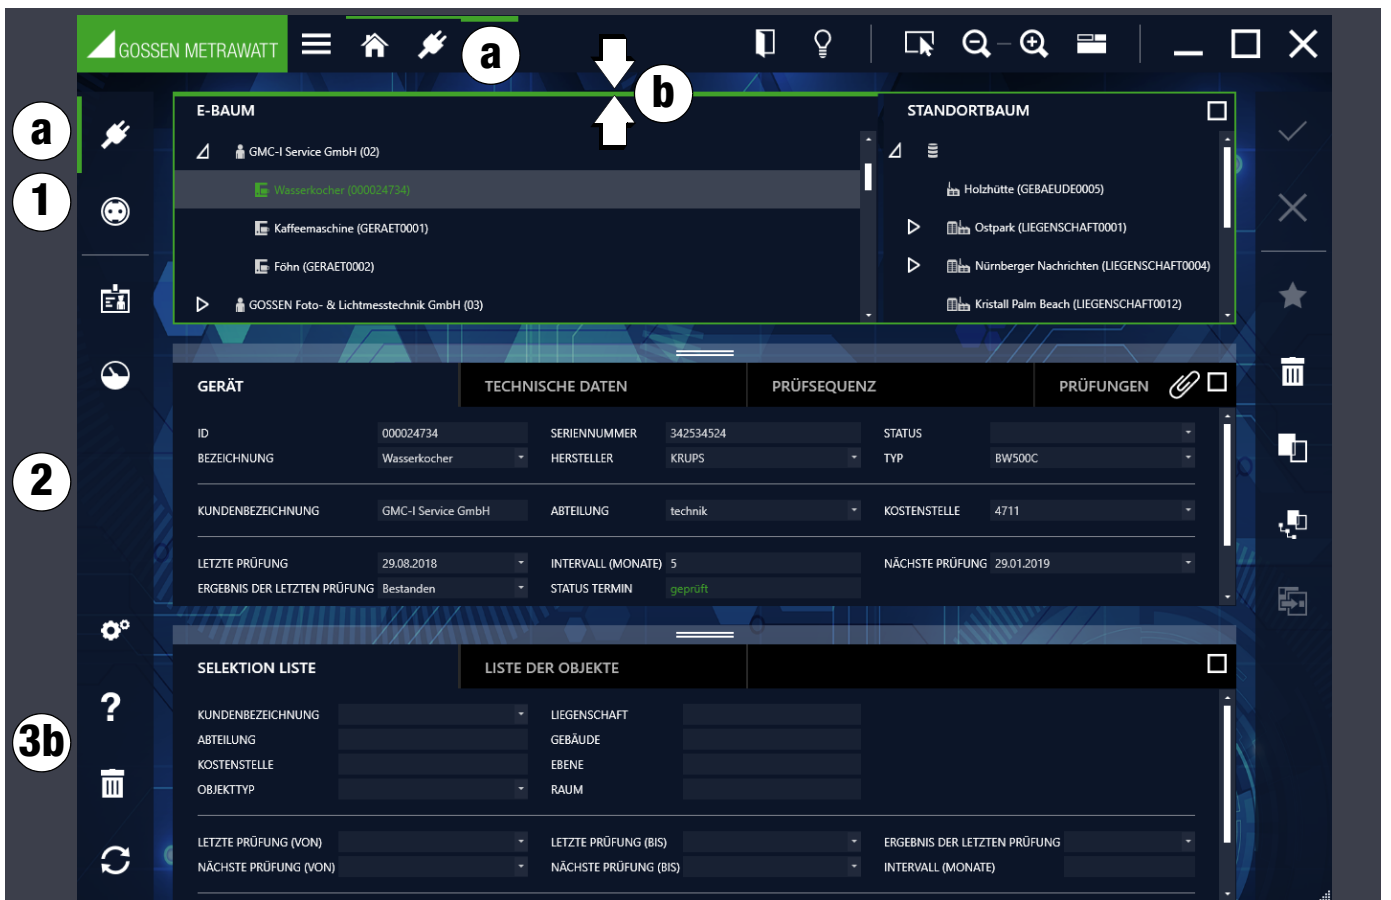 GOSSEN METRAWATT
a
b
a
1
2
3b
E-BAUM
GMC-I Service GmbH (02)
Wasserkocher (000024734)
Kaffeemaschine (GERAET0001)
Föhn (GERAET0002)
GOSSEN Foto- & Lichtmesstechnik GmbH (03)
STANDORTBAUM
Holzhütte (GEBAEUDE0005)
Ostpark (LIEGENSCHAFT0001)
Nürnberger Nachrichten (LIEGENSCHAFT0004)
Kristall Palm Beach (LIEGENSCHAFT0012)
GERÄT TECHNISCHE DATEN PRÜFSEQUENZ PRÜFUNGEN
ID 000024734 SERIENNUMMER 342534524 STATUS
BEZEICHNUNG Wasserkocher HERSTELLER KRUPS TYP BW500C
KUNDENBEZEICHNUNG GMC-I Service GmbH ABTEILUNG technik KOSTENSTELLE 4711
LETZTE PRÜFUNG 29.08.2018 INTERVALL (MONATE) 5 NÄCHSTE PRÜFUNG 29.01.2019
ERGEBNIS DER LETZTEN PRÜFUNG Bestanden STATUS TERMIN geprüft
SELEKTION LISTE LISTE DER OBJEKTE
KUNDENBEZEICHNUNG LIEGENSCHAFT
ABTEILUNG GEBÄUDE
KOSTENSTELLE EBENE
OBJEKTTYP RAUM
LETZTE PRÜFUNG (VON) LETZTE PRÜFUNG (BIS) ERGEBNIS DER LETZTEN PRÜFUNG
NÄCHSTE PRÜFUNG (VON) NÄCHSTE PRÜFUNG (BIS) INTERVALL (MONATE)